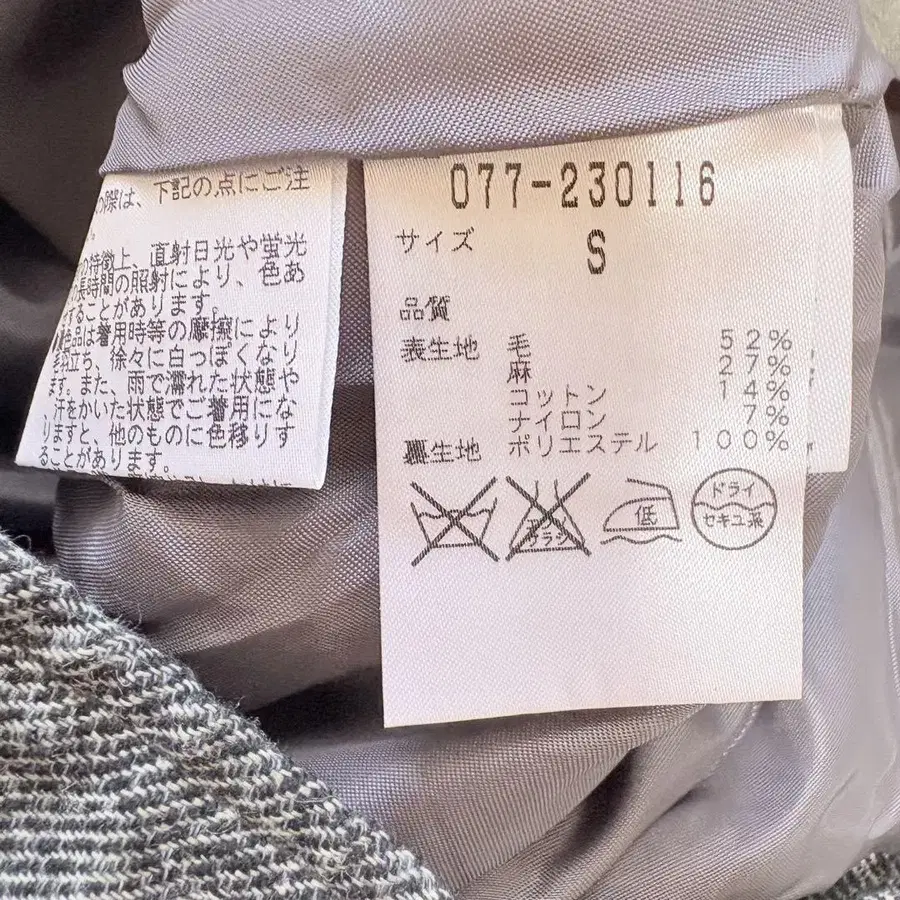 の際は、下記の点にご注
の特徴上、直射日光や蛍光
長時間の照射により、色あ
することがあります。
色品は着用時等の摩擦により
毛羽立ち、徐々に白っぽくなり
ます。また、雨で濡れた状態や
、汗をかいた状態でご着用にな
りますと、他のものに色移りす
ることがあります。
077-230116
サイズ S
品質
表生地 毛 52%
麻 27%
コットン 14%
ナイロン 7%
裏生地 ポリエステル 100%
エンソ
サラシ
低
ドライ
セキユ系